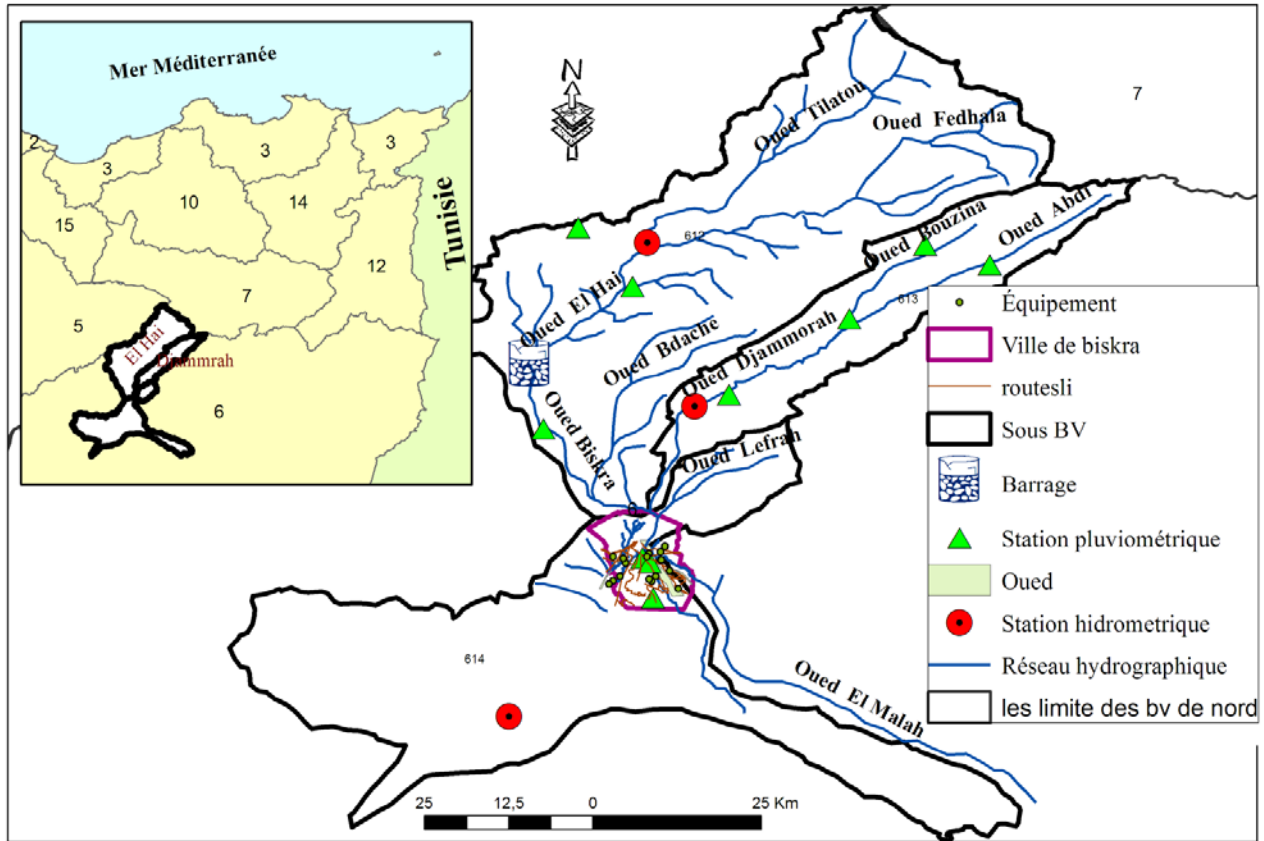 Mer Méditerranée
2
3
3
3
15
10
14
12
Tunisie
7
5
El Hai
Djammrah
6
N
7
Oued Tilatou
Oued Fedhala
612
Oued Bouzina
Oued Abdi
613
Oued El Hai
Oued Bdache
Oued Djammorah
Oued Biskra
Oued Lefrah
6
614
Oued El Malah
Équipement
Ville de biskra
routesli
Sous BV
Barrage
Station pluviométrique
Oued
Station hidrometrique
Réseau hydrographique
les limite des bv de nord
25 12,5 0 25 Km